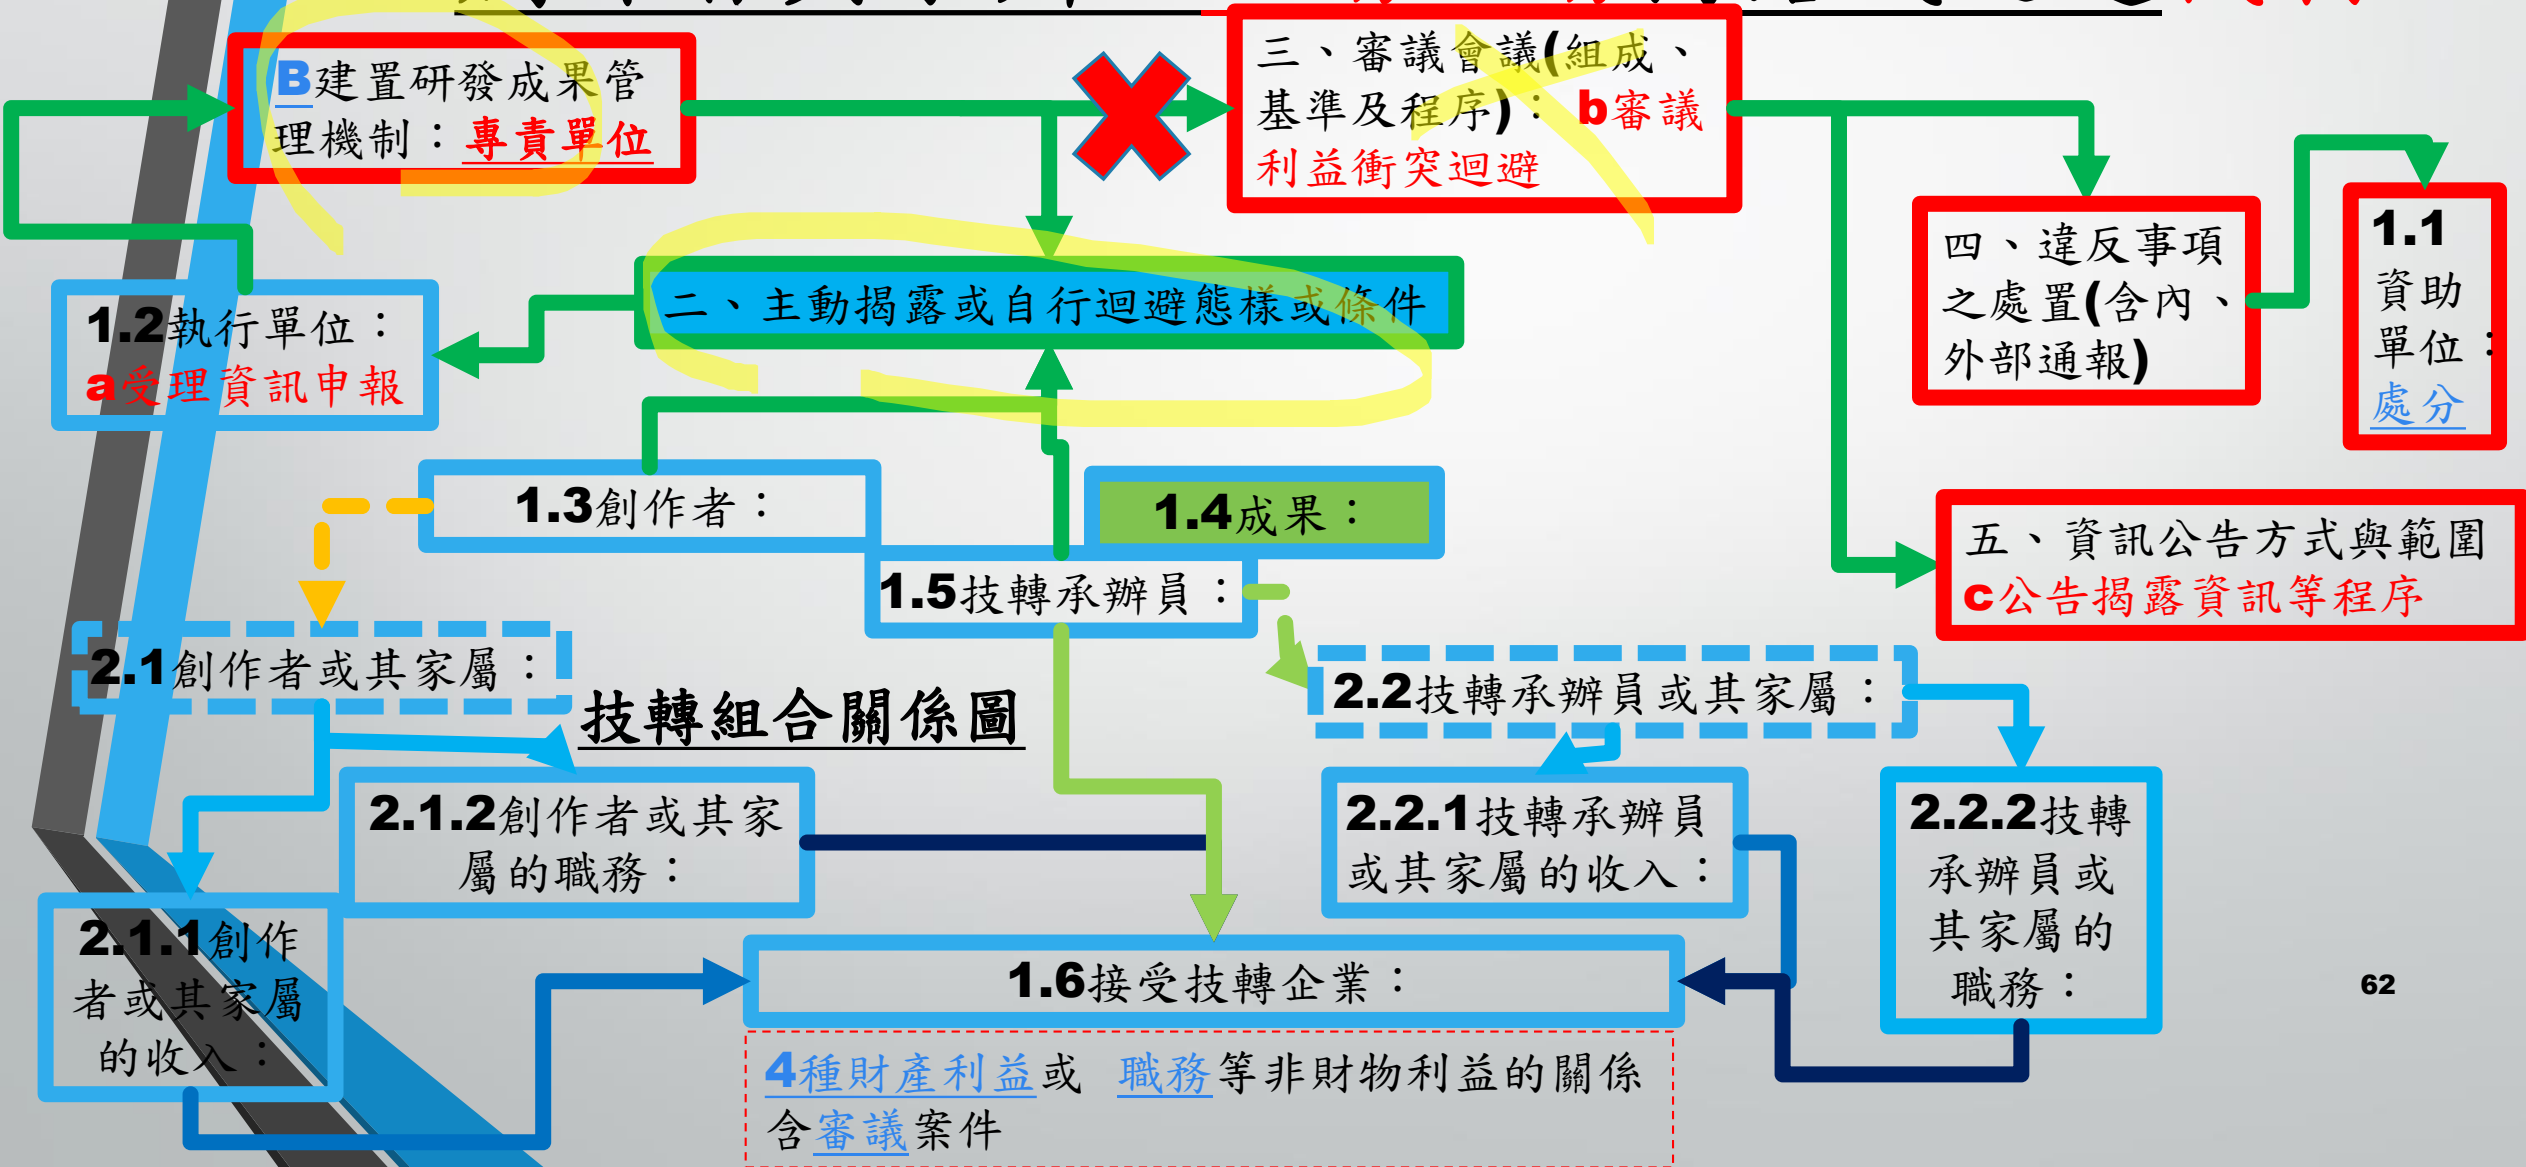 B建置研發成果管
理機制：專責單位
三、審議會議(組成、
基準及程序)：b審議
利益衝突迴避
四、違反事項
之處置(含內、
外部通報)
1.1
資助
單位：
處分
二、主動揭露或自行迴避態樣或條件
1.2執行單位：
a受理資訊申報
1.3創作者：
1.4成果：
1.5技轉承辦員：
五、資訊公告方式與範圍
c公告揭露資訊等程序
2.1創作者或其家屬：
技轉組合關係圖
2.2技轉承辦員或其家屬：
2.1.2創作者或其家
屬的職務：
2.2.1技轉承辦員
或其家屬的收入：
2.2.2技轉
承辦員或
其家屬的
職務：
2.1.1創作
者或其家屬
的收入：
1.6接受技轉企業：
62
4種財產利益或 職務等非財物利益的關係
含審議案件